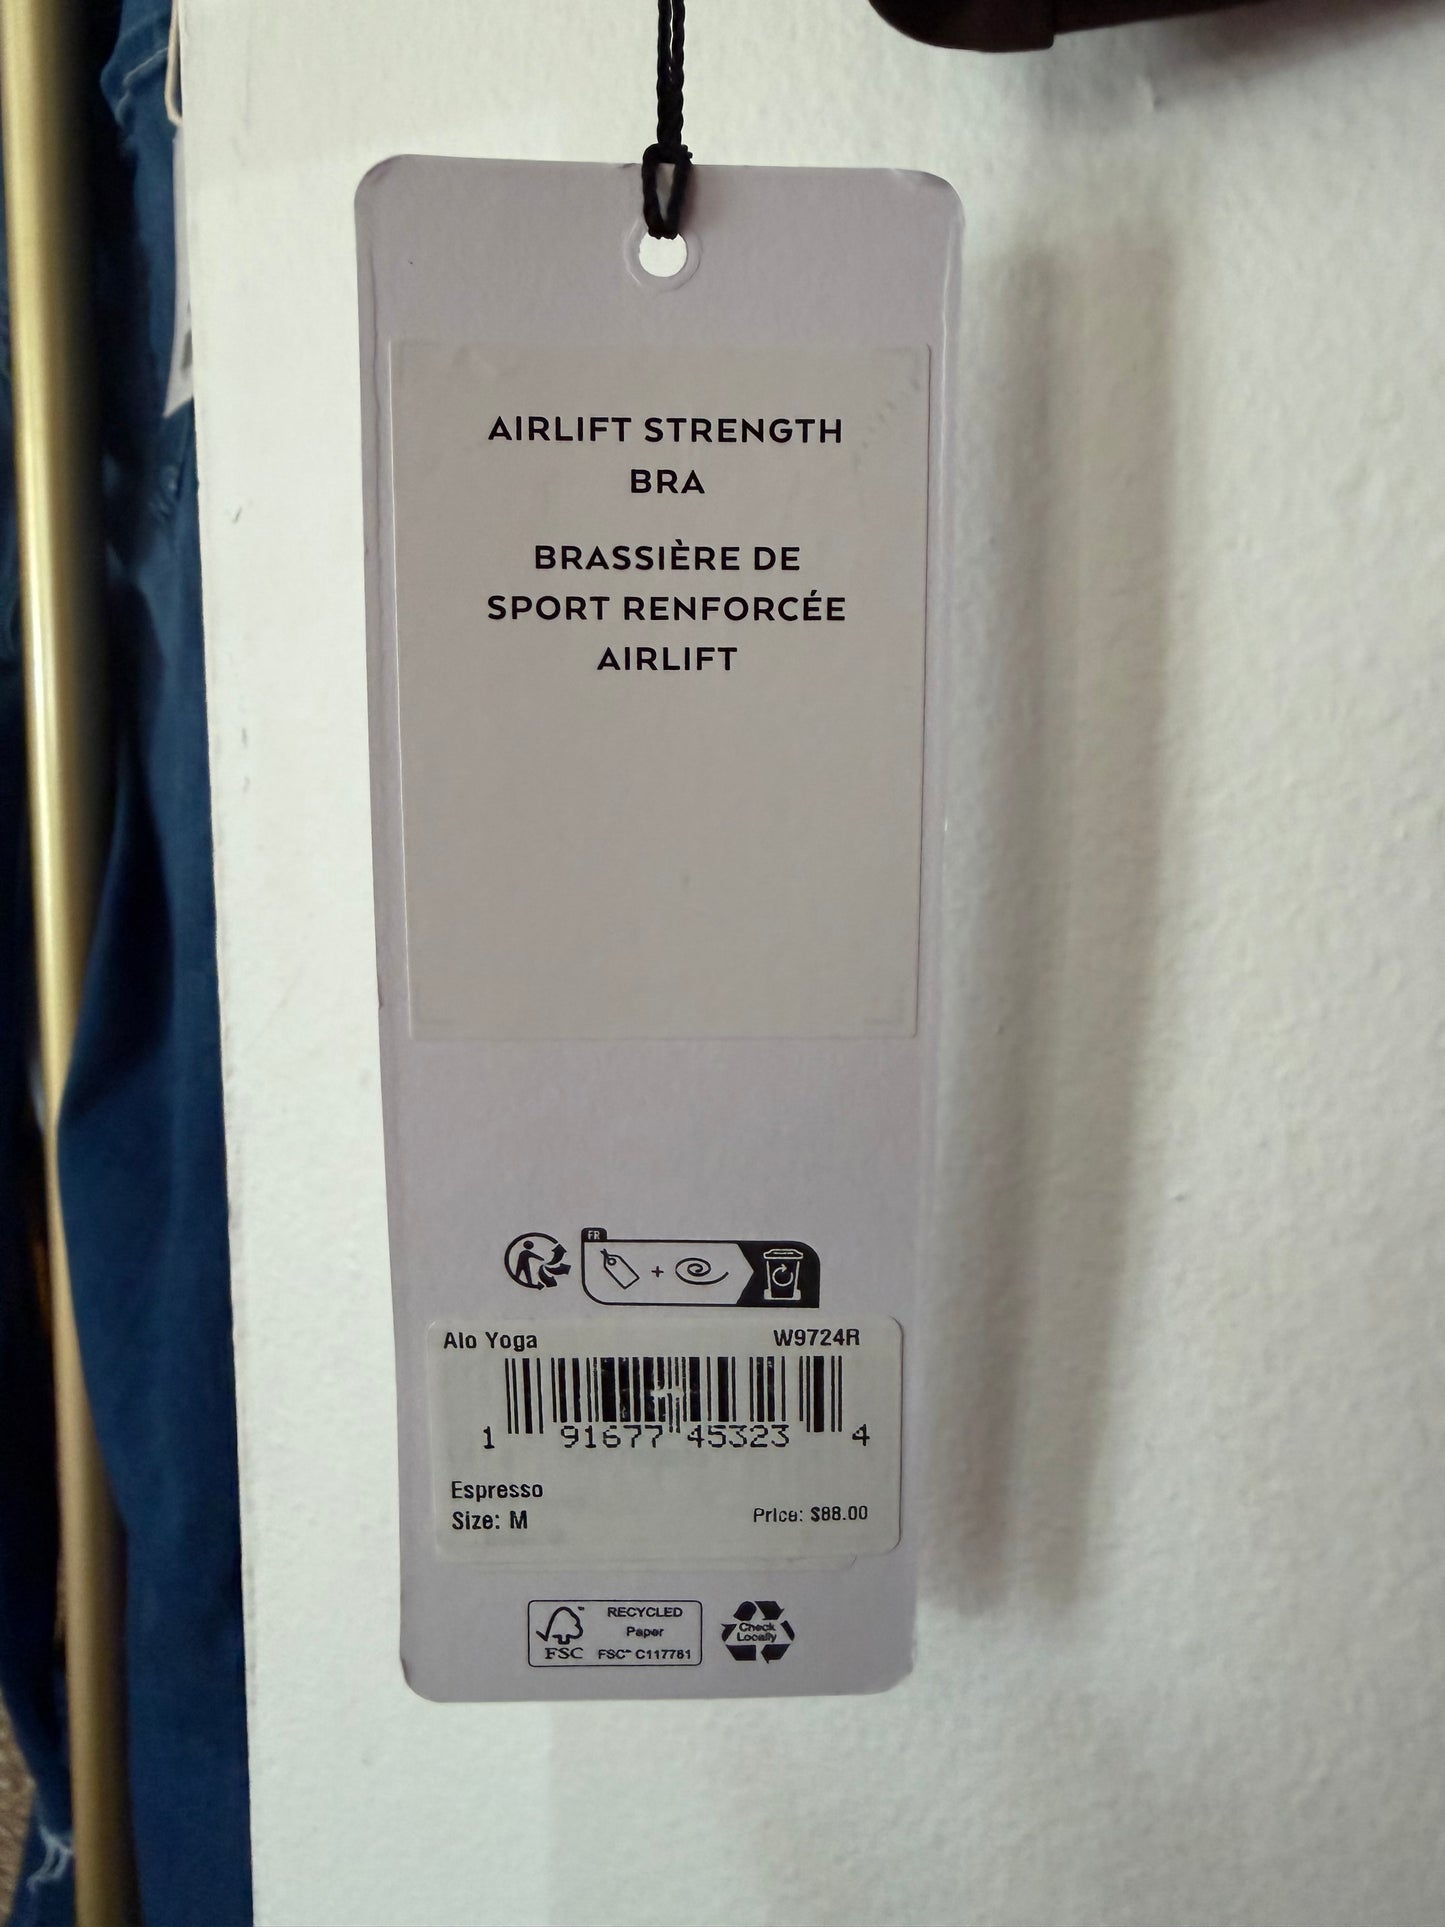 AIRLIFT STRENGTH
BRA
BRASSIÈRE DE
SPORT RENFORCÉE
AIRLIFT
FR
+
Alo Yoga W9724R
1 91677 45323 4
Espresso
Size: M Price: $88.00
FSC RECYCLED
Paper
FSC™ C117761
Check
Locally